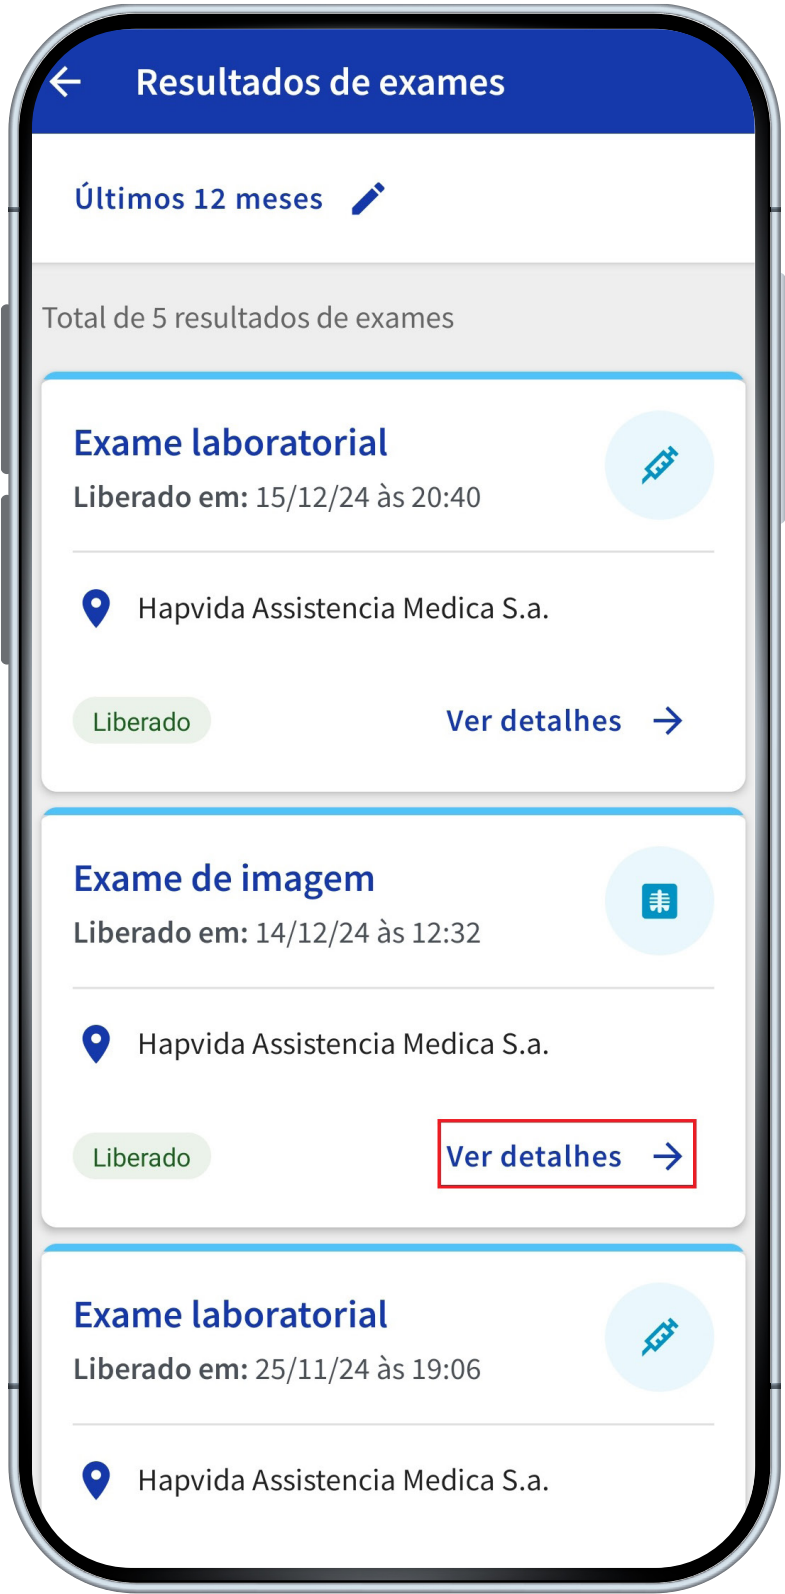 Resultados de exames
Últimos 12 meses
Total de 5 resultados de exames
Exame laboratorial
Liberado em: 15/12/24 às 20:40
Hapvida Assistencia Medica S.a.
Liberado
Ver detalhes
Exame de imagem
Liberado em: 14/12/24 às 12:32
Hapvida Assistencia Medica S.a.
Liberado
Ver detalhes
Exame laboratorial
Liberado em: 25/11/24 às 19:06
Hapvida Assistencia Medica S.a.